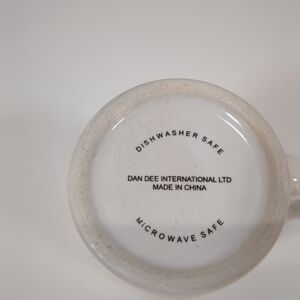 DISHWASHER SAFE
DAN DEE INTERNATIONAL LTD
MADE IN CHINA
MICROWAVE SAFE